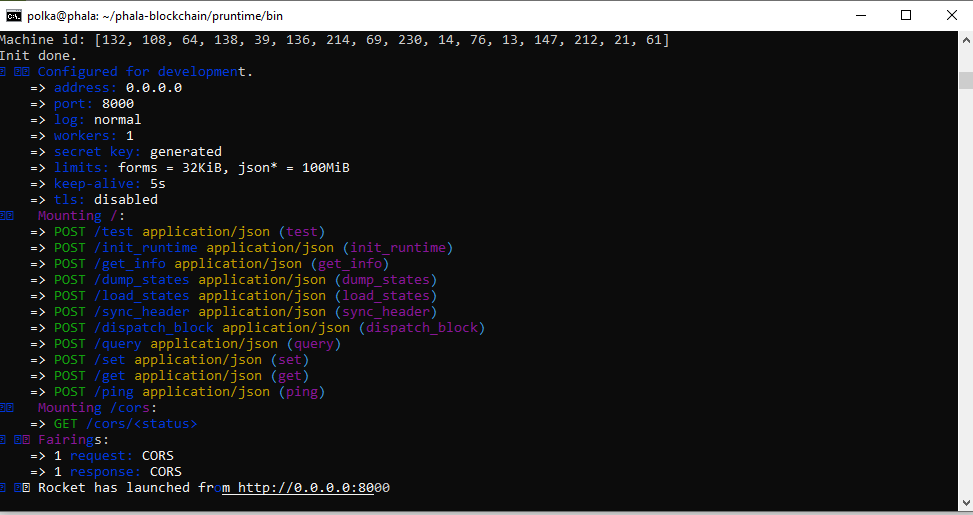 polka@phala: ~/phala-blockchain/pruntime/bin
Machine id: [132, 108, 64, 138, 39, 136, 214, 69, 230, 14, 76, 13, 147, 212, 21, 61]
Init done.
Configured for development.
=> address: 0.0.0.0
=> port: 8000
=> log: normal
=> workers: 1
=> secret key: generated
=> limits: forms = 32KiB, json* = 100MiB
=> keep-alive: 5s
=> tls: disabled
Mounting /:
=> POST /test application/json (test)
=> POST /init_runtime application/json (init_runtime)
=> POST /get_info application/json (get_info)
=> POST /dump_states application/json (dump_states)
=> POST /load_states application/json (load_states)
=> POST /sync_header application/json (sync_header)
=> POST /dispatch_block application/json (dispatch_block)
=> POST /query application/json (query)
=> POST /set application/json (set)
=> POST /get application/json (get)
=> POST /ping application/json (ping)
Mounting /cors:
=> GET /cors/<status>
Fairings:
=> 1 request: CORS
=> 1 response: CORS
Rocket has launched from http://0.0.0.0:8000